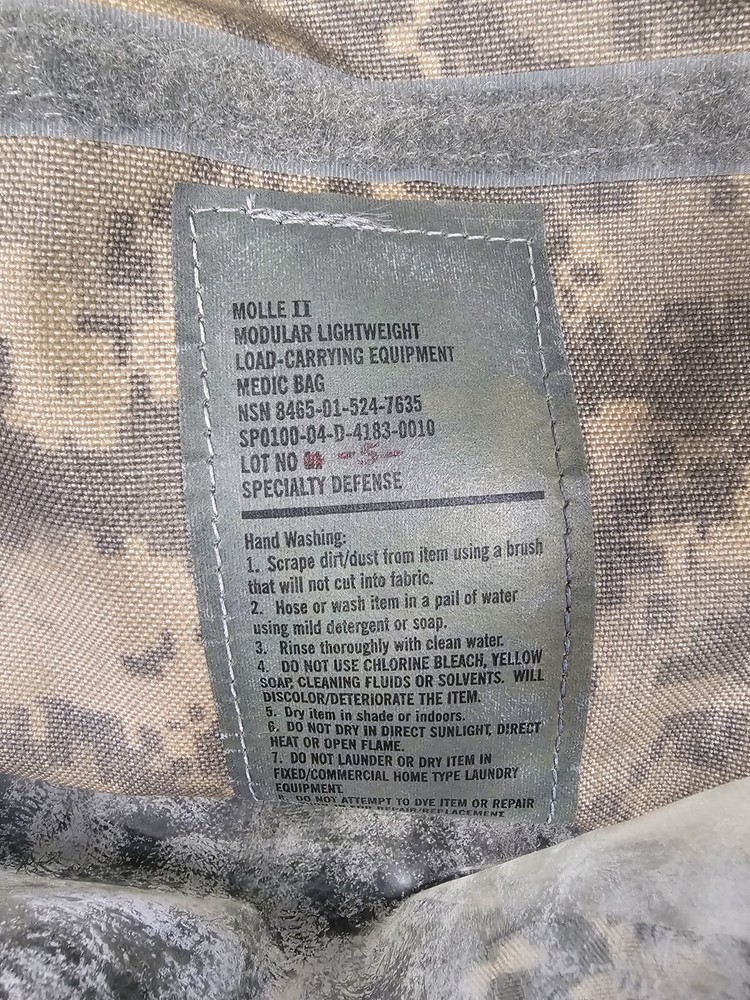 MOLLE II
MODULAR LIGHTWEIGHT
LOAD-CARRYING EQUIPMENT
MEDIC BAG
NSN 8465-01-524-7635
SP0100-04-D-4183-0010
LOT NO - 5 -
SPECIALTY DEFENSE
Hand Washing:
1. Scrape dirt/dust from item using a brush
that will not cut into fabric.
2. Hose or wash item in a pail of water
using mild detergent or soap.
3. Rinse thoroughly with clean water.
4. DO NOT USE CHLORINE BLEACH, YELLOW
SOAP, CLEANING FLUIDS OR SOLVENTS. WILL
DISCOLOR/DETERIORATE THE ITEM.
5. Dry item in shade or indoors.
6. DO NOT DRY IN DIRECT SUNLIGHT, DIRECT
HEAT OR OPEN FLAME.
7. DO NOT LAUNDER OR DRY ITEM IN
FIXED/COMMERCIAL HOME TYPE LAUNDRY
EQUIPMENT.
8. DO NOT ATTEMPT TO DYE ITEM OR REPAIR
REPAIR/REPLACEMENT